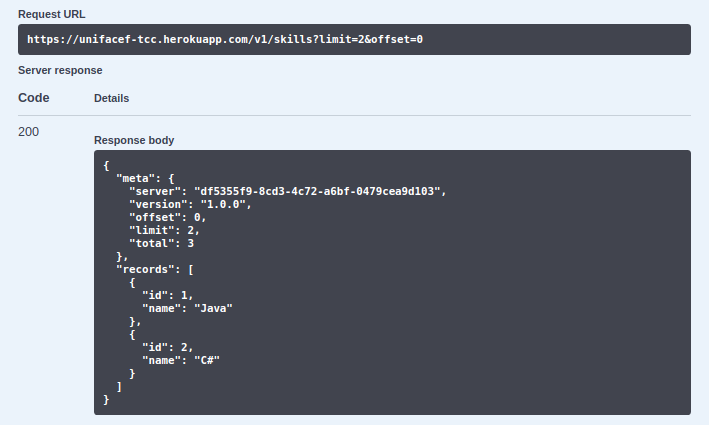 Request URL
https://unifacef-tcc.herokuapp.com/v1/skills?limit=2&offset=0
Server response
Code Details
200
Response body
{
  "meta": {
    "server": "df5355f9-8cd3-4c72-a6bf-0479cea9d103",
    "version": "1.0.0",
    "offset": 0,
    "limit": 2,
    "total": 3
  },
  "records": [
    {
      "id": 1,
      "name": "Java"
    },
    {
      "id": 2,
      "name": "C#"
    }
  ]
}